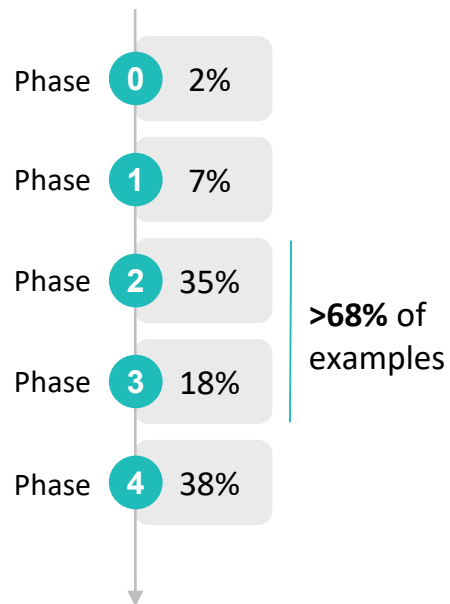 Phase 0 2%
Phase 1 7%
Phase 2 35%
>68% of
examples
Phase 3 18%
Phase 4 38%